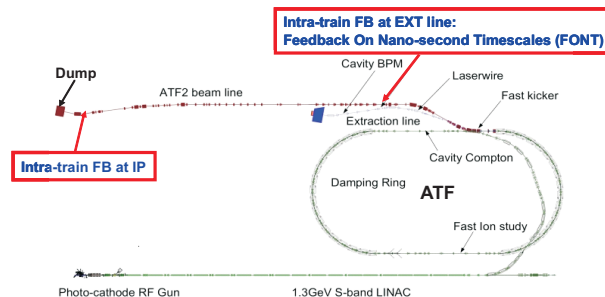 Intra-train FB at EXT line:
Feedback On Nano-second Timescales (FONT)
Cavity BPM
Laserwire
Dump
ATF2 beam line
Fast kicker
Extraction line
Intra-train FB at IP
Cavity Compton
Damping Ring
ATF
Fast Ion study
Photo-cathode RF Gun
1.3GeV S-band LINAC